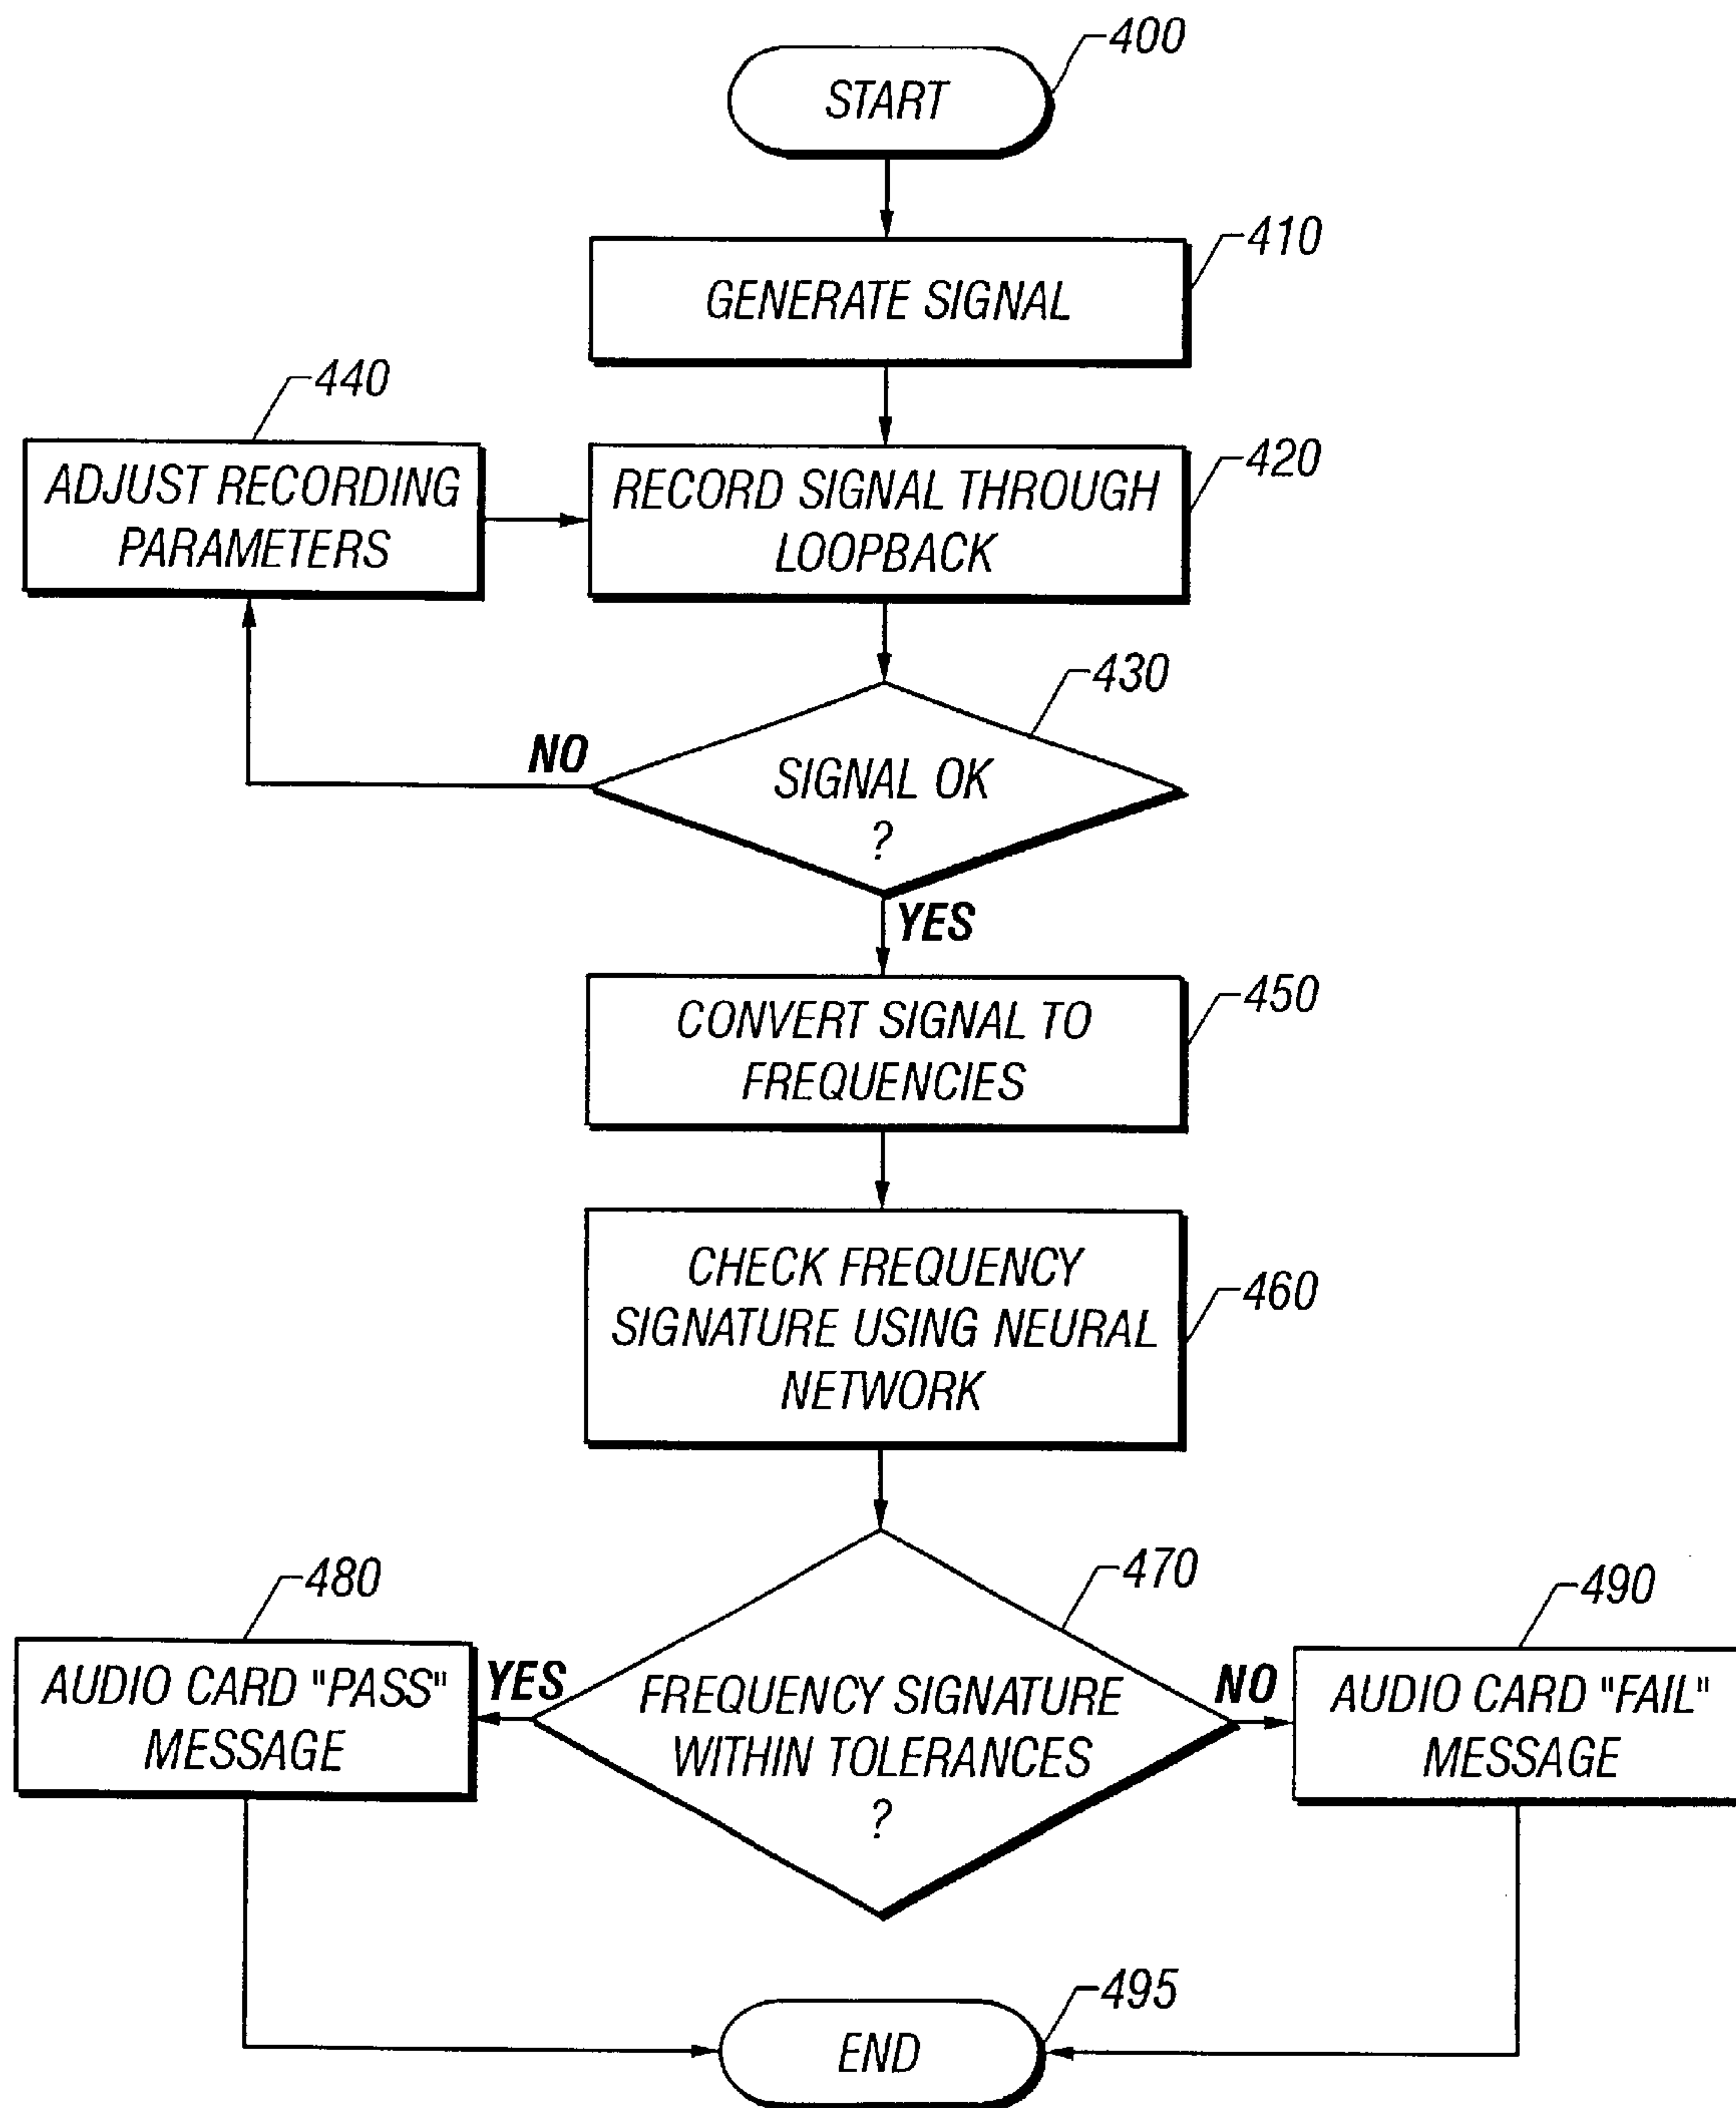 400
START
410
GENERATE SIGNAL
440
ADJUST RECORDING
PARAMETERS
420
RECORD SIGNAL THROUGH
LOOPBACK
430
SIGNAL OK
?
NO
YES
450
CONVERT SIGNAL TO
FREQUENCIES
460
CHECK FREQUENCY
SIGNATURE USING NEURAL
NETWORK
470
FREQUENCY SIGNATURE
WITHIN TOLERANCES
?
YES
480
AUDIO CARD "PASS"
MESSAGE
NO
490
AUDIO CARD "FAIL"
MESSAGE
495
END